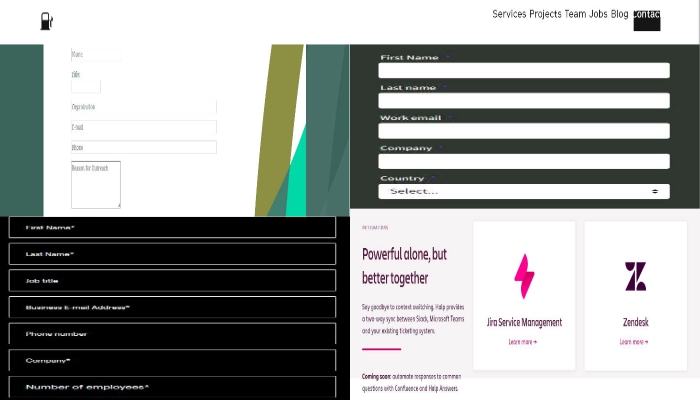 Services Projects Team Jobs Blog Contact
Name
Title
Organization
E-mail
Phone
Reason for Outreach
First Name *
Last name *
Work email *
Company *
Country *
Select...
First Name*
Last Name*
Job title
Business E-mail Address*
Phone number
Company*
Number of employees*
INTEGRATIONS
Powerful alone, but
better together
Say goodbye to context switching. Halp provides
a two-way sync between Slack, Microsoft Teams
and your existing ticketing system.
Coming soon: automate responses to common
questions with Confluence and Halp Answers.
Jira Service Management
Learn more →
Zendesk
Learn more →